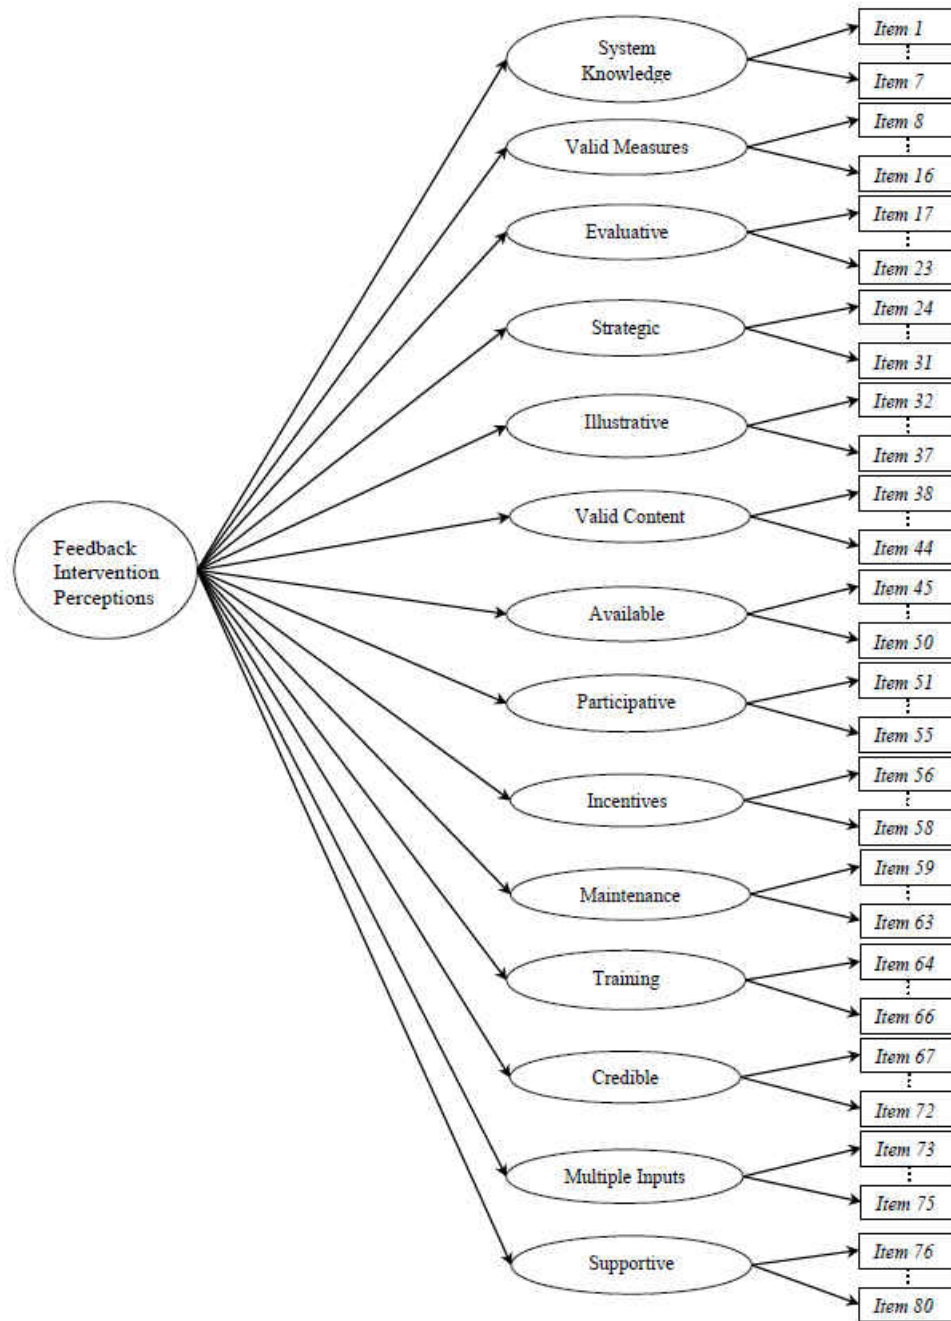 System
Knowledge
Item 1
Item 7
Valid Measures
Item 8
Item 16
Evaluative
Item 17
Item 23
Strategic
Item 24
Item 31
Illustrative
Item 32
Item 37
Valid Content
Item 38
Item 44
Feedback
Intervention
Perceptions
Available
Item 45
Item 50
Participative
Item 51
Item 55
Incentives
Item 56
Item 58
Maintenance
Item 59
Item 63
Training
Item 64
Item 66
Credible
Item 67
Item 72
Multiple Inputs
Item 73
Item 75
Supportive
Item 76
Item 80